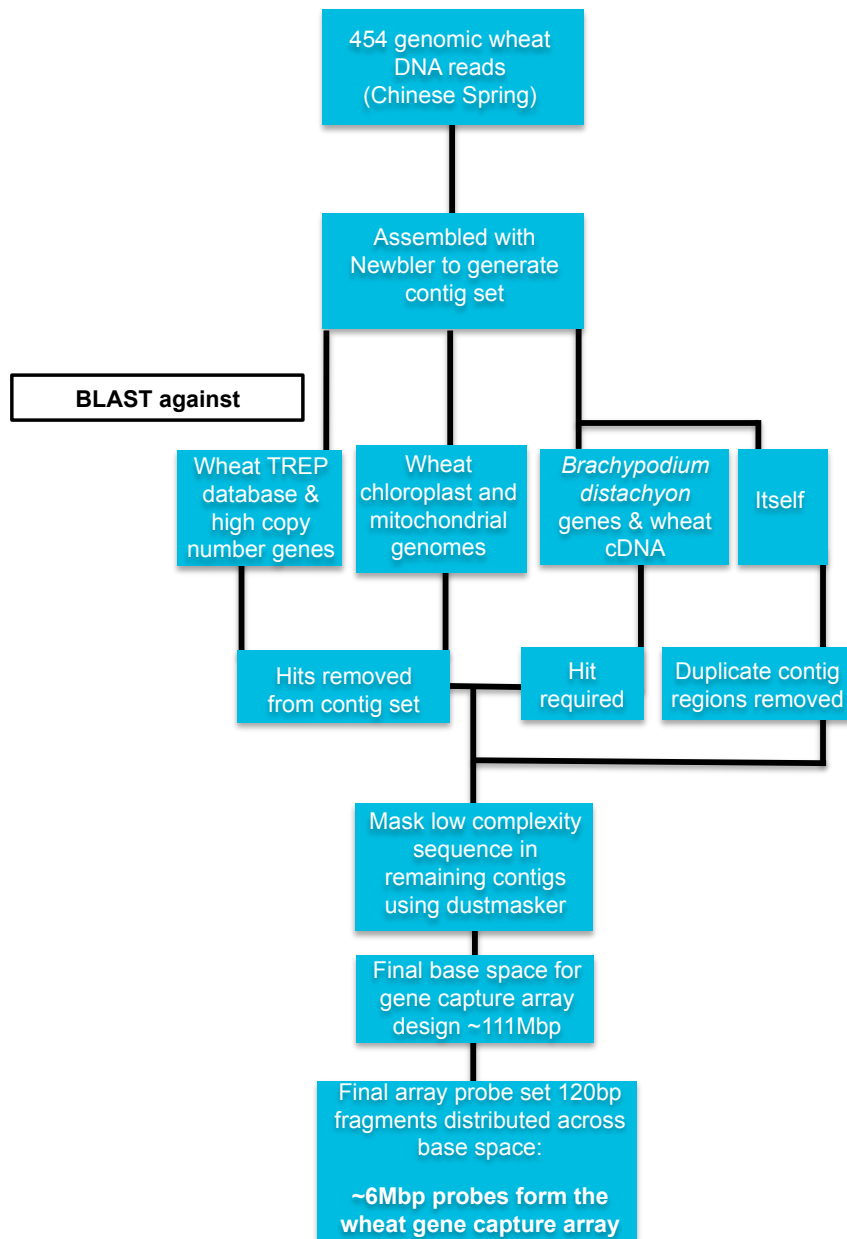 454 genomic wheat
DNA reads
(Chinese Spring)
Assembled with
Newbler to generate
contig set
BLAST against
Wheat TREP
database &
high copy
number genes
Wheat
chloroplast and
mitochondrial
genomes
Brachypodium
distachyon
genes & wheat
cDNA
Itself
Hits removed
from contig set
Hit
required
Duplicate contig
regions removed
Mask low complexity
sequence in
remaining contigs
using dustmasker
Final base space for
gene capture array
design ~111Mbp
Final array probe set 120bp
fragments distributed across
base space:
~6Mbp probes form the
wheat gene capture array